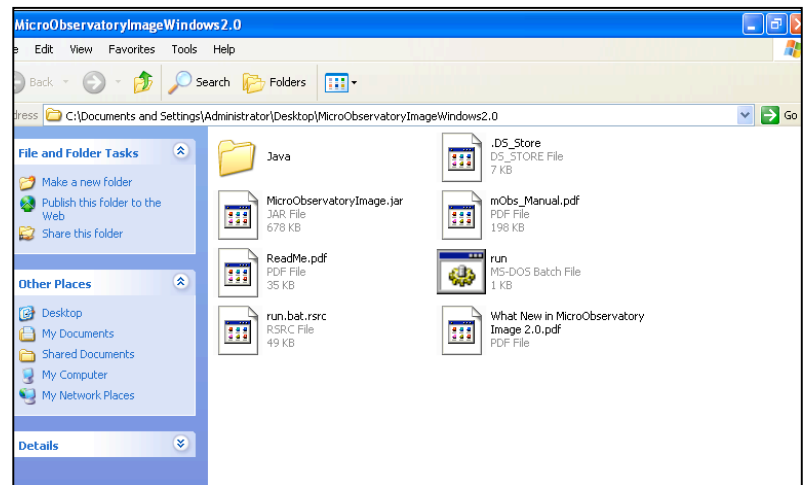 MicroObservatoryImageWindows2.0
e Edit View Favorites Tools Help
Back Search Folders
dress C:\Documents and Settings\Administrator\Desktop\MicroObservatoryImageWindows2.0 Go
File and Folder Tasks
Make a new folder
Publish this folder to the
Web
Share this folder
Other Places
Desktop
My Documents
Shared Documents
My Computer
My Network Places
Details
Java
.DS_Store
DS_STORE File
7 KB
MicroObservatoryImage.jar
JAR File
678 KB
mObs_Manual.pdf
PDF File
198 KB
ReadMe.pdf
PDF File
35 KB
run
MS-DOS Batch File
1 KB
run.bat.rsrc
RSRC File
49 KB
What New in MicroObservatory
Image 2.0.pdf
PDF File